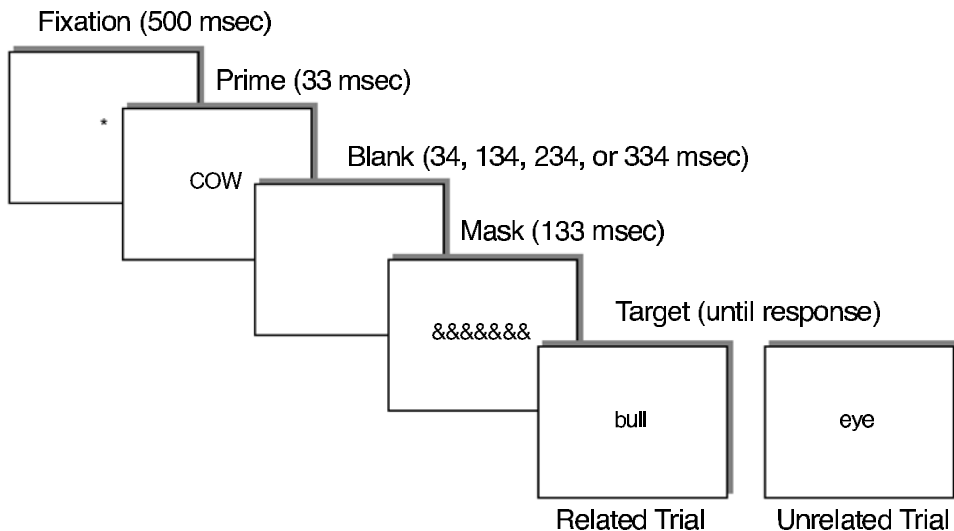 Fixation (500 msec)
*
Prime (33 msec)
COW
Blank (34, 134, 234, or 334 msec)
Mask (133 msec)
&&&&&&&
Target (until response)
bull
eye
Related Trial
Unrelated Trial